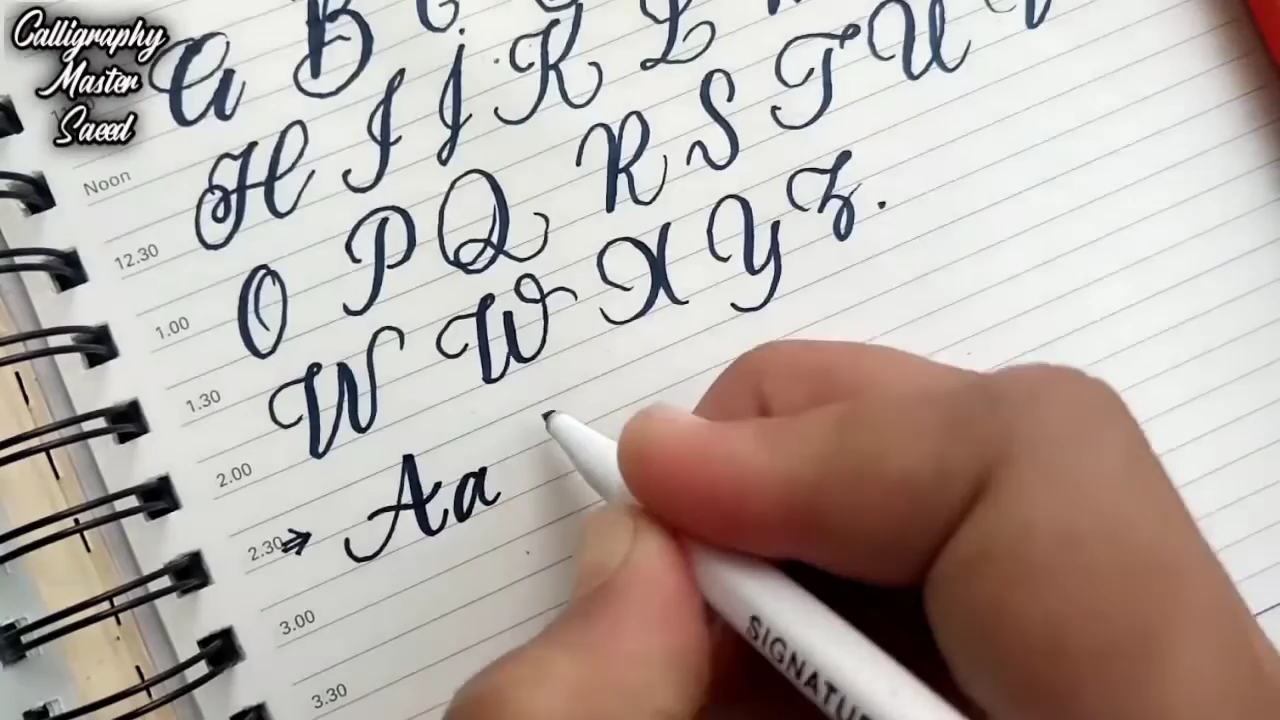 Calligraphy
Master
Saeed
A B
Noon
H I J K L
12.30
O P Q R S T U
1.00
W W X Y Z.
1.30
2.00
2.30 ⇒ Aa
3.00
3.30
SIGNATU